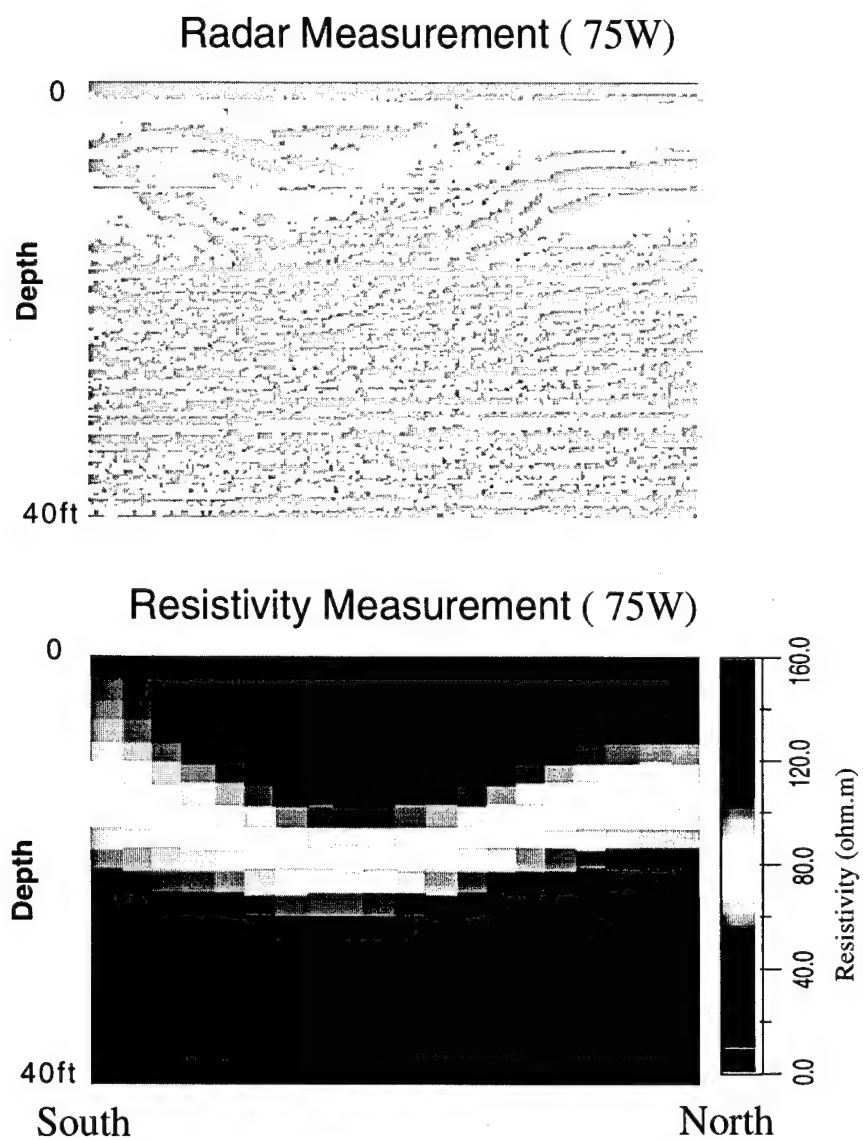 Radar Measurement ( 75W)
0
Depth
40ft
Resistivity Measurement ( 75W)
0
Depth
40ft
160.0
120.0
80.0
40.0
0.0
Resistivity (ohm.m)
South
North